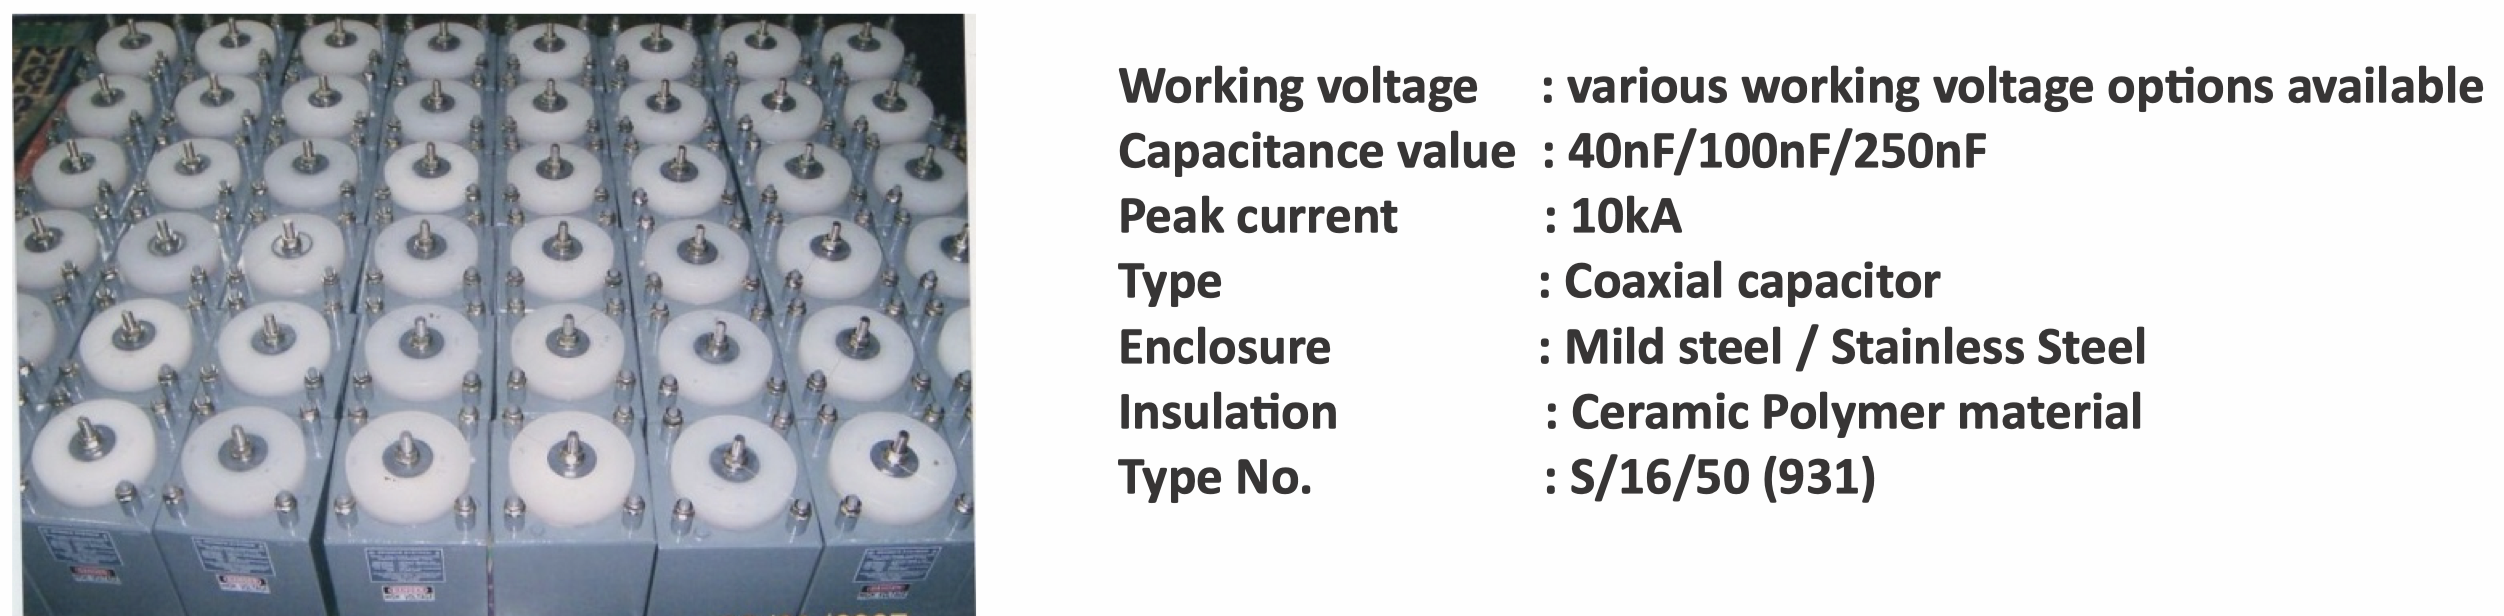 Working voltage : various working voltage options available
Capacitance value : 40nF/100nF/250nF
Peak current : 10kA
Type : Coaxial capacitor
Enclosure : Mild steel / Stainless Steel
Insulation : Ceramic Polymer material
Type No. : S/16/50 (931)
DANGER